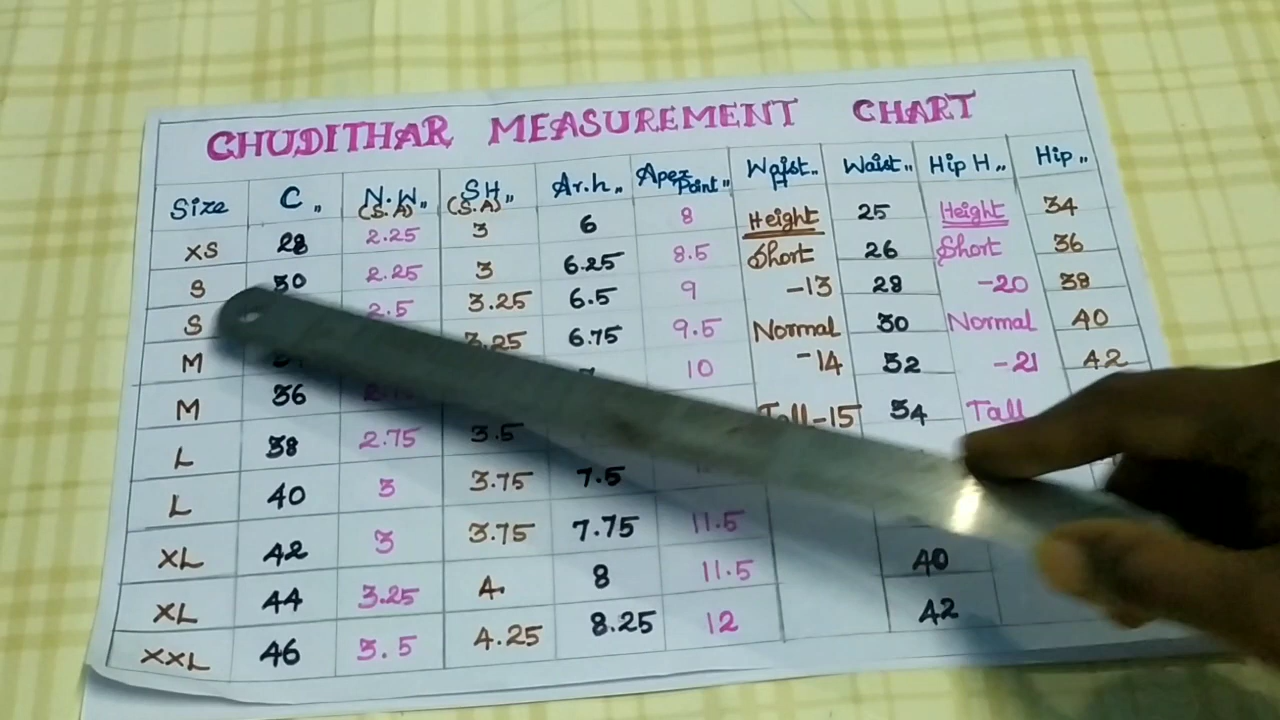 CHUDITHAR MEASUREMENT CHART
Size C " N.W." (S.A) SH" (S.A) Ar.h " Apex Point " Waist.. H Waist" Hip H " Hip "
XS 28 2.25 3 6 8 Height 25 Height 34
S 30 2.25 3 6.25 8.5 Short 26 Short 36
S 2.5 3.25 6.5 9 -13 28 -20 38
M 3.25 6.75 9.5 Normal 30 Normal 40
M 36 10 -14 32 -21 42
L 38 2.75 3.5 Tall-15 34 Tall
L 40 3 3.75 7.5
XL 42 3 3.75 7.75 11.5
XL 44 3.25 4. 8 11.5 40
XXL 46 3.5 4.25 8.25 12 42